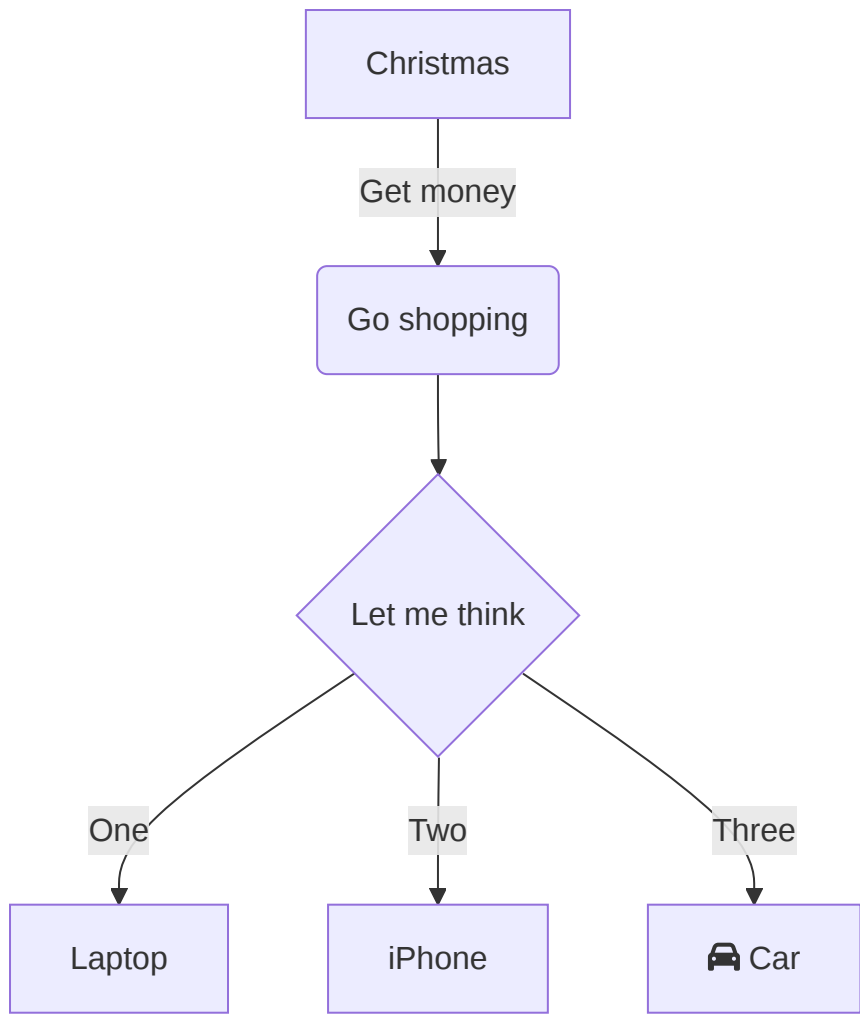 Christmas
Get money
Go shopping
Let me think
One
Two
Three
Laptop
iPhone
Car